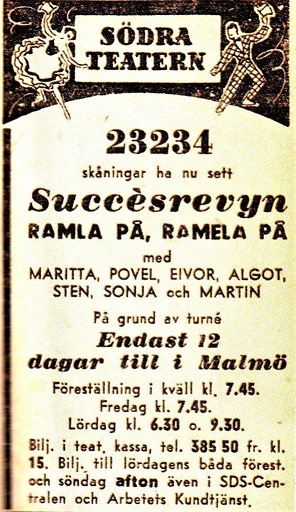 SÖDRA
TEATERN
23234
skåningar ha nu sett
Succèsrevyn
RAMLA PÅ, RAMELA PÅ
med
MARITTA, POVEL, EIVOR, ALGOT,
STEN, SONJA och MARTIN
På grund av turné
Endast 12
dagar till i Malmö
Föreställning i kväll kl. 7.45.
Fredag kl. 7.45.
Lördag kl. 6.30 o. 9.30.
Bilj. i teat. kassa, tel. 385 50 fr. kl.
15. Bilj. till lördagens båda förest.
och söndag afton även i SDS-Cen-
tralen och Arbetets Kundtjänst.